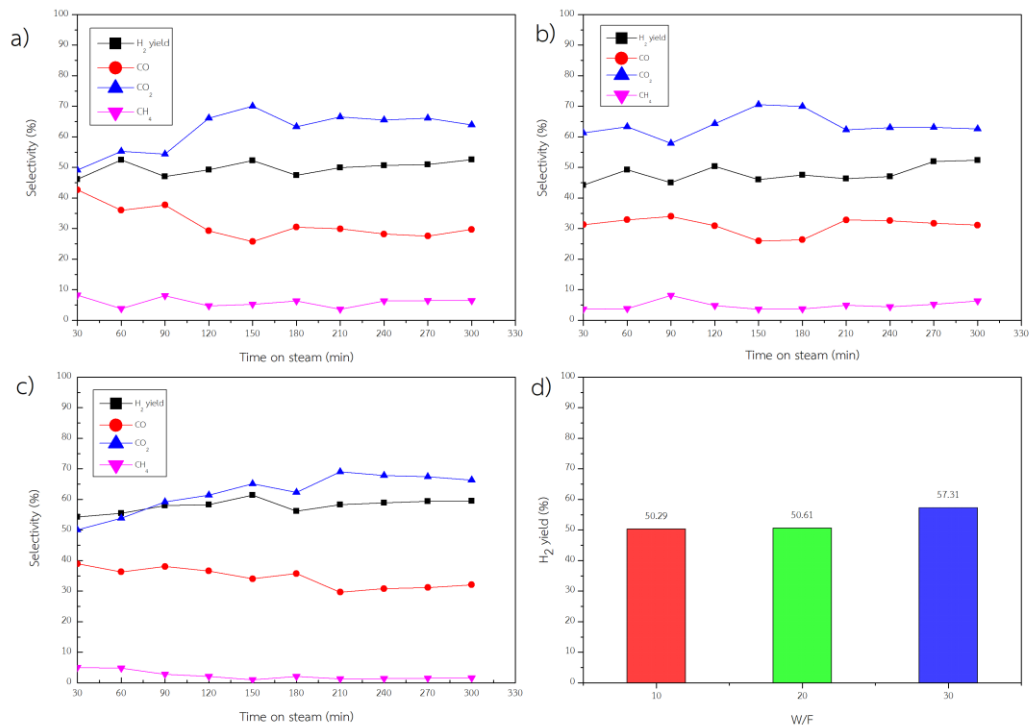 a)
100
90
80
70
60
50
40
30
20
10
0
Selectivity (%)
H2 yield
CO
CO2
CH4
30 60 90 120 150 180 210 240 270 300 330
Time on steam (min)
b)
100
90
80
70
60
50
40
30
20
10
0
Selectivity (%)
H2 yield
CO
CO2
CH4
30 60 90 120 150 180 210 240 270 300 330
Time on steam (min)
c)
100
90
80
70
60
50
40
30
20
10
0
Selectivity (%)
H2 yield
CO
CO2
CH4
30 60 90 120 150 180 210 240 270 300 330
Time on steam (min)
d)
100
90
80
70
60
50
40
30
20
10
0
H2 yield (%)
50.29 50.61 57.31
10 20 30
W/F